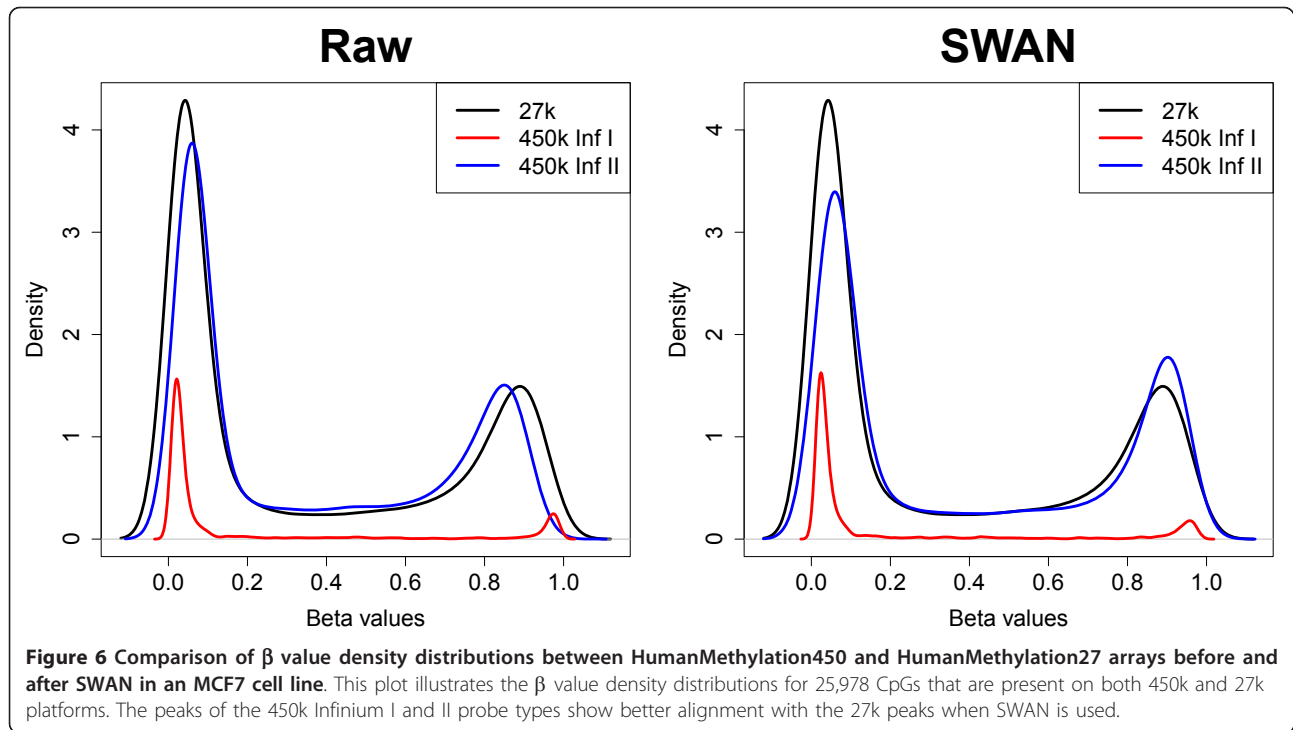 Raw
SWAN
27k
450k Inf I
450k Inf II
27k
450k Inf I
450k Inf II
Density
4
3
2
1
0
Density
4
3
2
1
0
0.0 0.2 0.4 0.6 0.8 1.0
0.0 0.2 0.4 0.6 0.8 1.0
Beta values
Beta values
Figure 6 Comparison of β value density distributions between HumanMethylation450 and HumanMethylation27 arrays before and
after SWAN in an MCF7 cell line. This plot illustrates the β value density distributions for 25,978 CpGs that are present on both 450k and 27k
platforms. The peaks of the 450k Infinium I and II probe types show better alignment with the 27k peaks when SWAN is used.